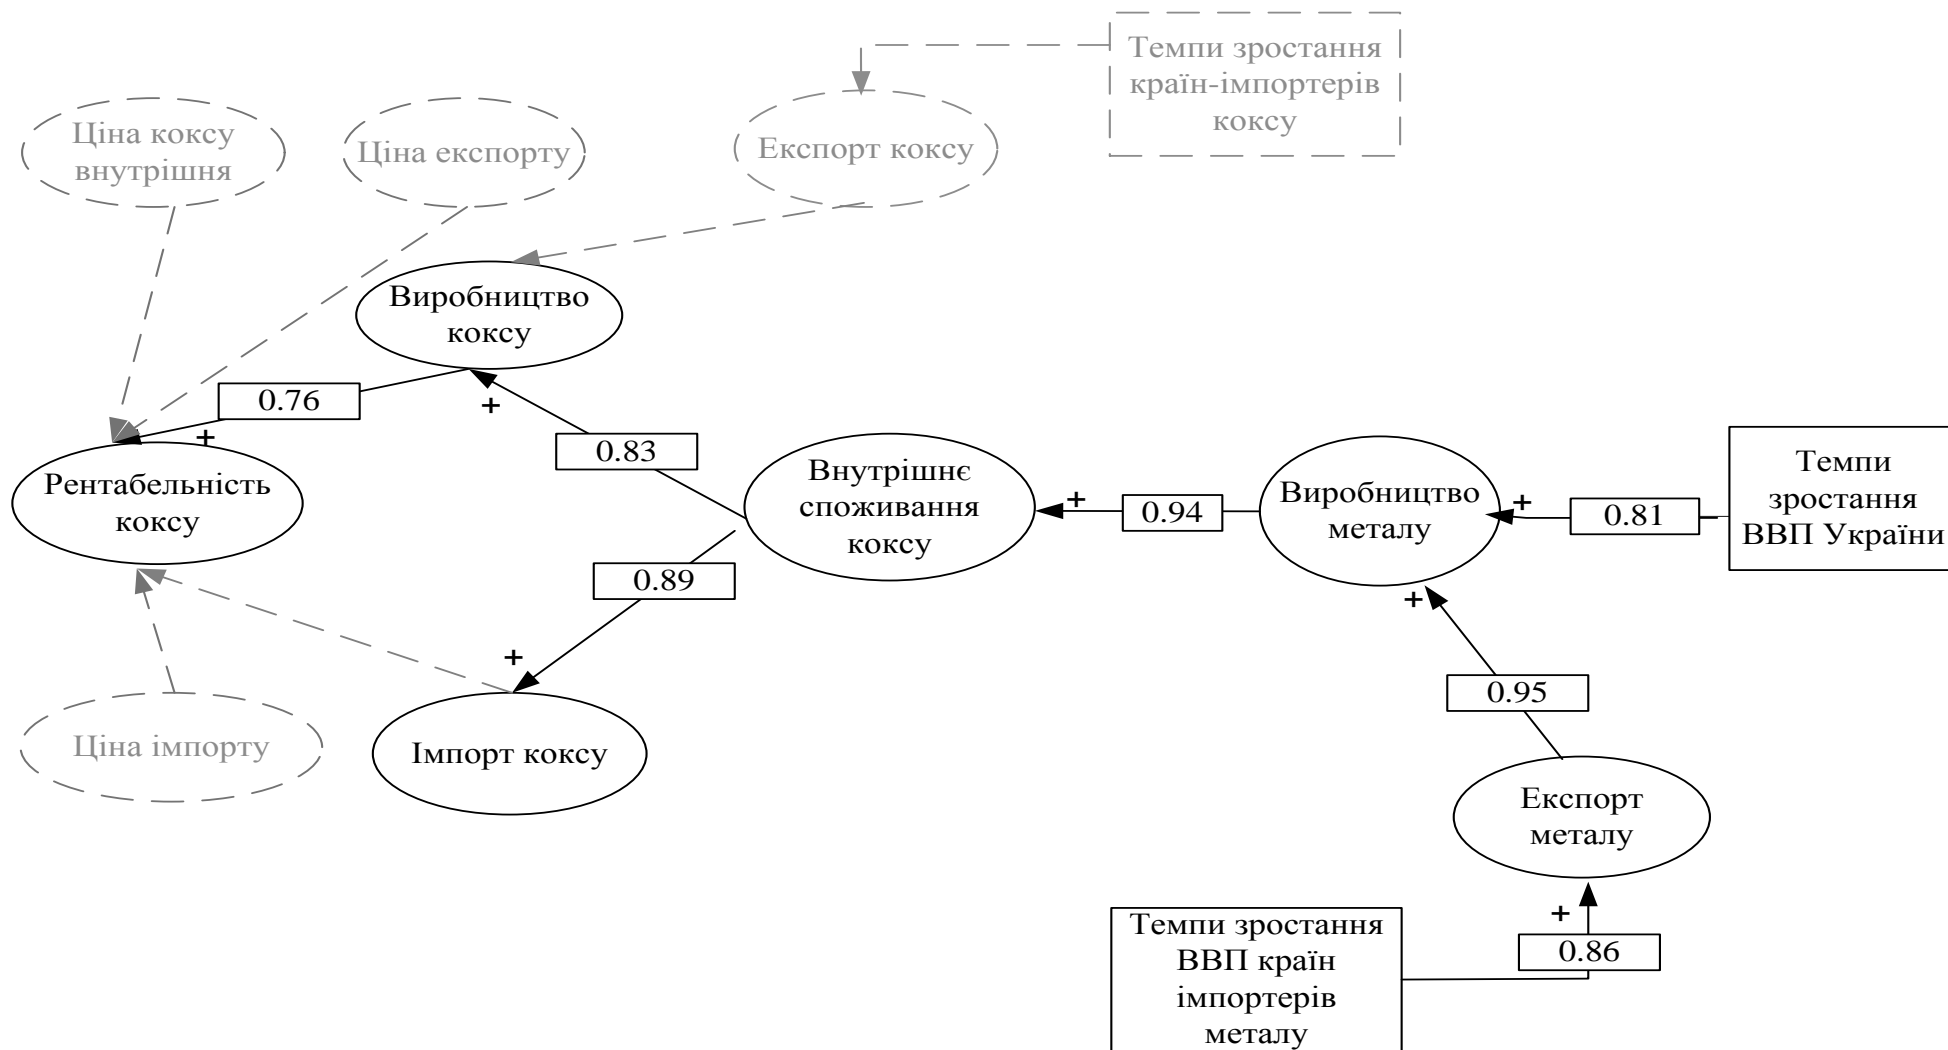 Темпи зростання
країн-імпортерів
коксу
Ціна коксу
внутрішня
Ціна експорту
Експорт коксу
Виробництво
коксу
0.76
+
+
0.83
Рентабельність
коксу
Внутрішнє
споживання
коксу
+
0.94
Виробництво
металу
+
0.81
Темпи
зростання
ВВП України
0.89
+
+
0.95
Ціна імпорту
Імпорт коксу
Експорт
металу
+
0.86
Темпи зростання
ВВП країн
імпортерів
металу